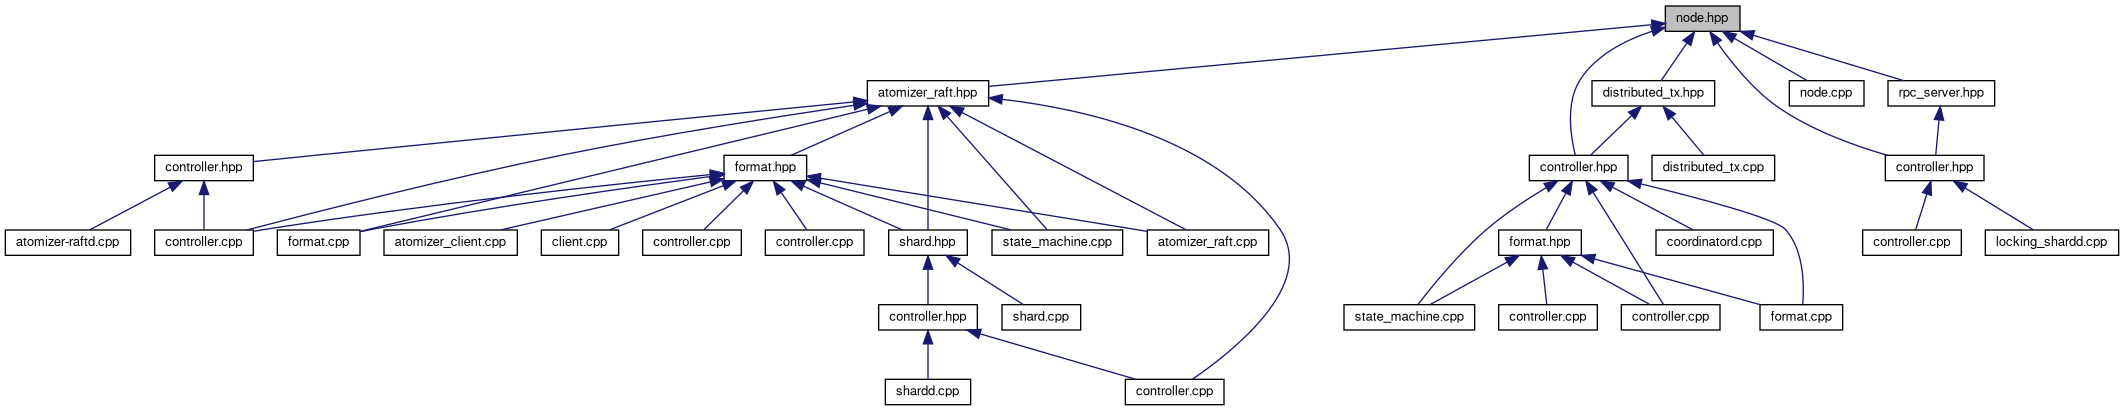 node.hpp
atomizer_raft.hpp
distributed_tx.hpp
node.cpp
rpc_server.hpp
controller.hpp
format.hpp
controller.hpp
distributed_tx.cpp
controller.hpp
atomizer-raftd.cpp
controller.cpp
format.cpp
atomizer_client.cpp
client.cpp
controller.cpp
controller.cpp
shard.hpp
state_machine.cpp
atomizer_raft.cpp
format.hpp
coordinatord.cpp
controller.cpp
locking_shardd.cpp
controller.hpp
shard.cpp
state_machine.cpp
controller.cpp
controller.cpp
format.cpp
shardd.cpp
controller.cpp